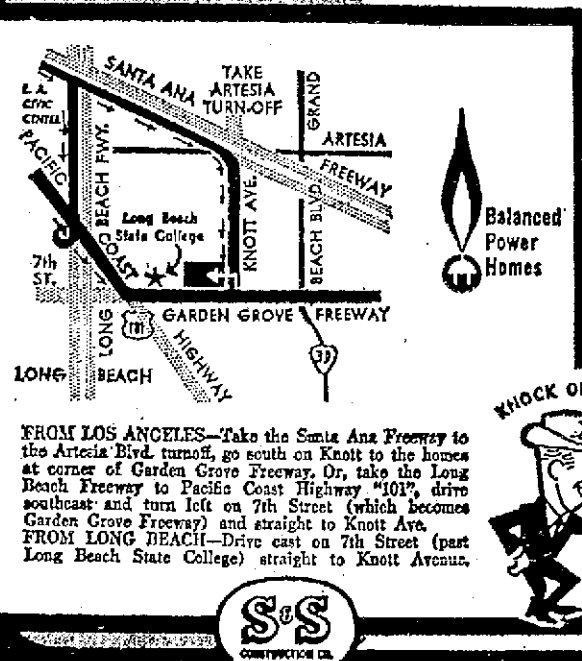 SANTA ANA
FREEWAY
TAKE
ARTESIA
TURN-OFF
GRAND
ARTESIA
L. A.
CIVIC
CENTER
PACIFIC
COAST
HIGHWAY
LONG BEACH FWY.
Long Beach
State College
KNOTT AVE.
BEACH BLVD.
7th
ST.
101
GARDEN GROVE FREEWAY
39
LONG BEACH
Balanced
Power
Homes
KNOCK
FROM LOS ANGELES—Take the Santa Ana Freeway to
the Artesia Blvd. turnoff, go south on Knott to the homes
at corner of Garden Grove Freeway. Or, take the Long
Beach Freeway to Pacific Coast Highway "101", drive
southeast and turn left on 7th Street (which becomes
Garden Grove Freeway) and straight to Knott Ave.
FROM LONG BEACH—Drive east on 7th Street (past
Long Beach State College) straight to Knott Avenue.
S&S
CONSTRUCTION CO.